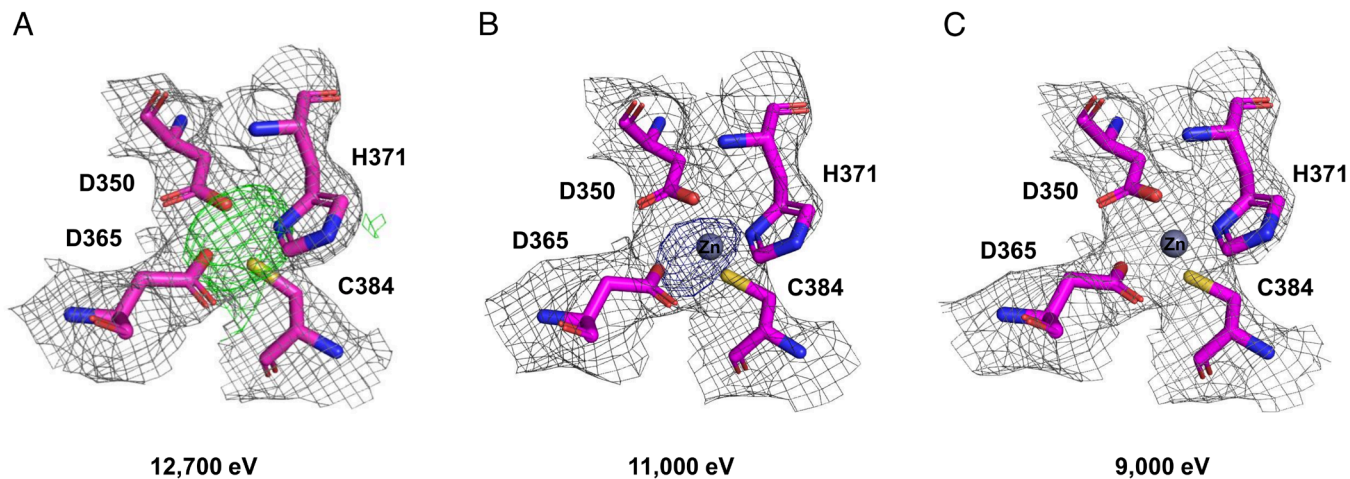 A
H371
D350
D365
C384
12,700 eV
B
H371
D350
D365
Zn
C384
11,000 eV
C
H371
D350
D365
Zn
C384
9,000 eV